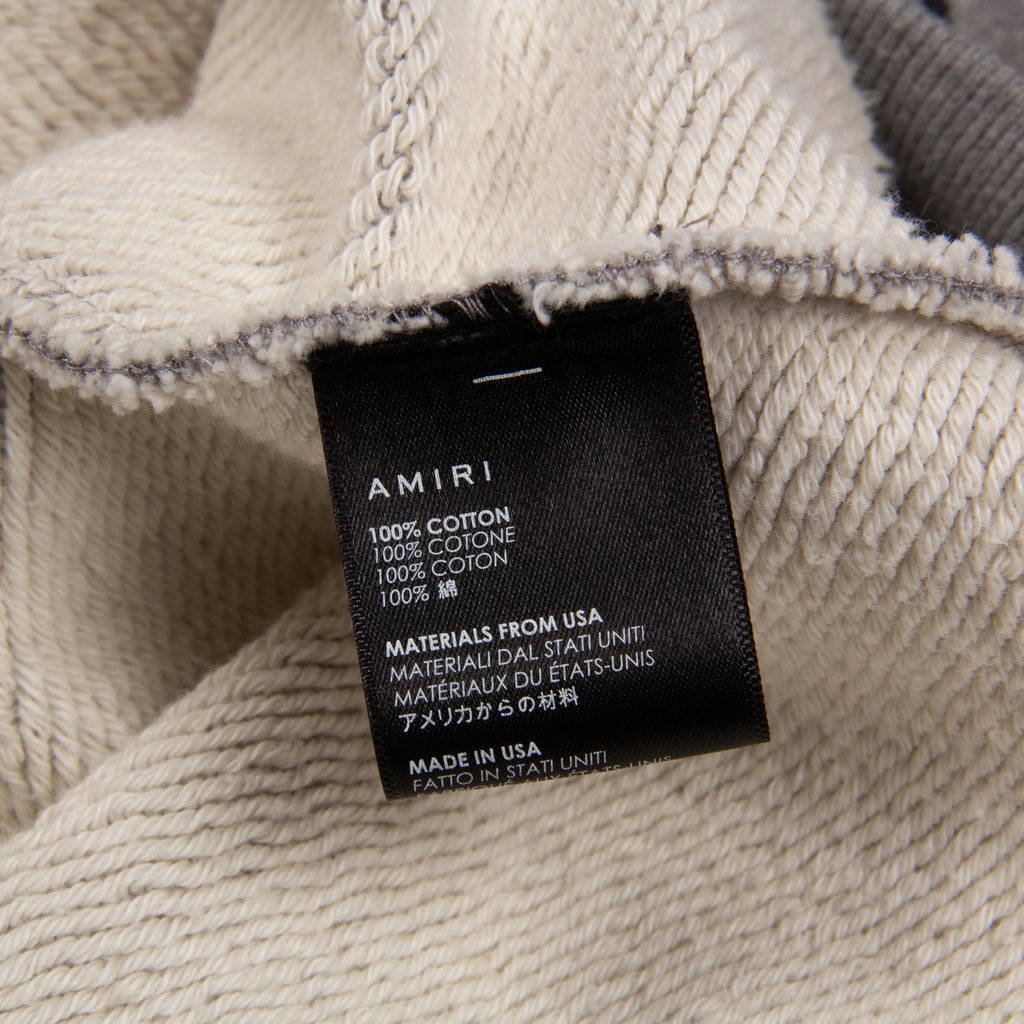 AMIRI
100% COTTON
100% COTONE
100% COTON
100% 綿
MATERIALS FROM USA
MATERIALI DAL STATI UNITI
MATÉRIAUX DU ÉTATS-UNIS
アメリカからの材料
MADE IN USA
FATTO IN STATI UNITI